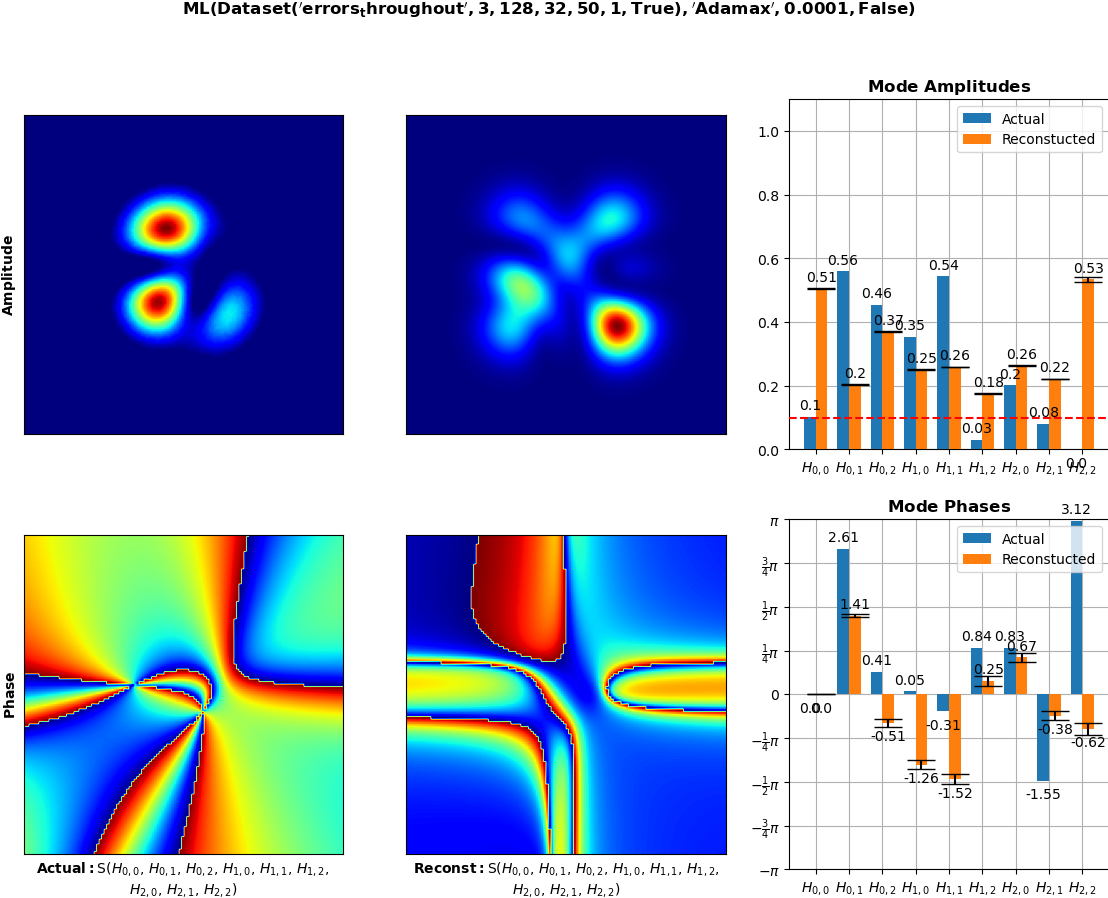 ML(Dataset('errors_throughout', 3, 128, 32, 50, 1, True), 'Adamax', 0.0001, False)
Amplitude
Mode Amplitudes
Actual
Reconstucted
1.0
0.8
0.6
0.4
0.2
0.0
0.1 0.51 0.56 0.2 0.46 0.37 0.35 0.25 0.54 0.26 0.03 0.18 0.2 0.26 0.08 0.22 0.0 0.53
H0,0 H0,1 H0,2 H1,0 H1,1 H1,2 H2,0 H2,1 H2,2
Phase
Actual: S(H0,0, H0,1, H0,2, H1,0, H1,1, H1,2,
H2,0, H2,1, H2,2)
Reconst: S(H0,0, H0,1, H0,2, H1,0, H1,1, H1,2,
H2,0, H2,1, H2,2)
Mode Phases
Actual
Reconstucted
π
3/4π
1/2π
1/4π
0
−1/4π
−1/2π
−3/4π
−π
0.0 0.0 2.61 1.41 0.41 -0.51 0.05 -1.26 -0.31 -1.52 0.84 0.25 0.83 0.67 -1.55 -0.38 3.12 -0.62
H0,0 H0,1 H0,2 H1,0 H1,1 H1,2 H2,0 H2,1 H2,2